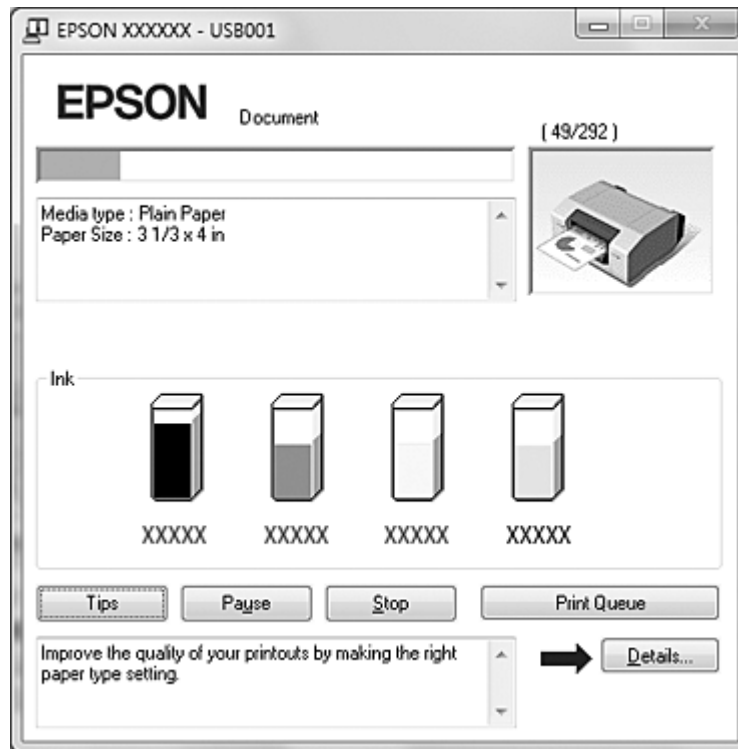 EPSON XXXXXX - USB001
EPSON
Document
( 49/292 )
Media type : Plain Paper
Paper Size : 3 1/3 x 4 in
Ink
XXXXX XXXXX XXXXX XXXXX
Tips Pause Stop Print Queue
Improve the quality of your printouts by making the right
paper type setting.
Details...